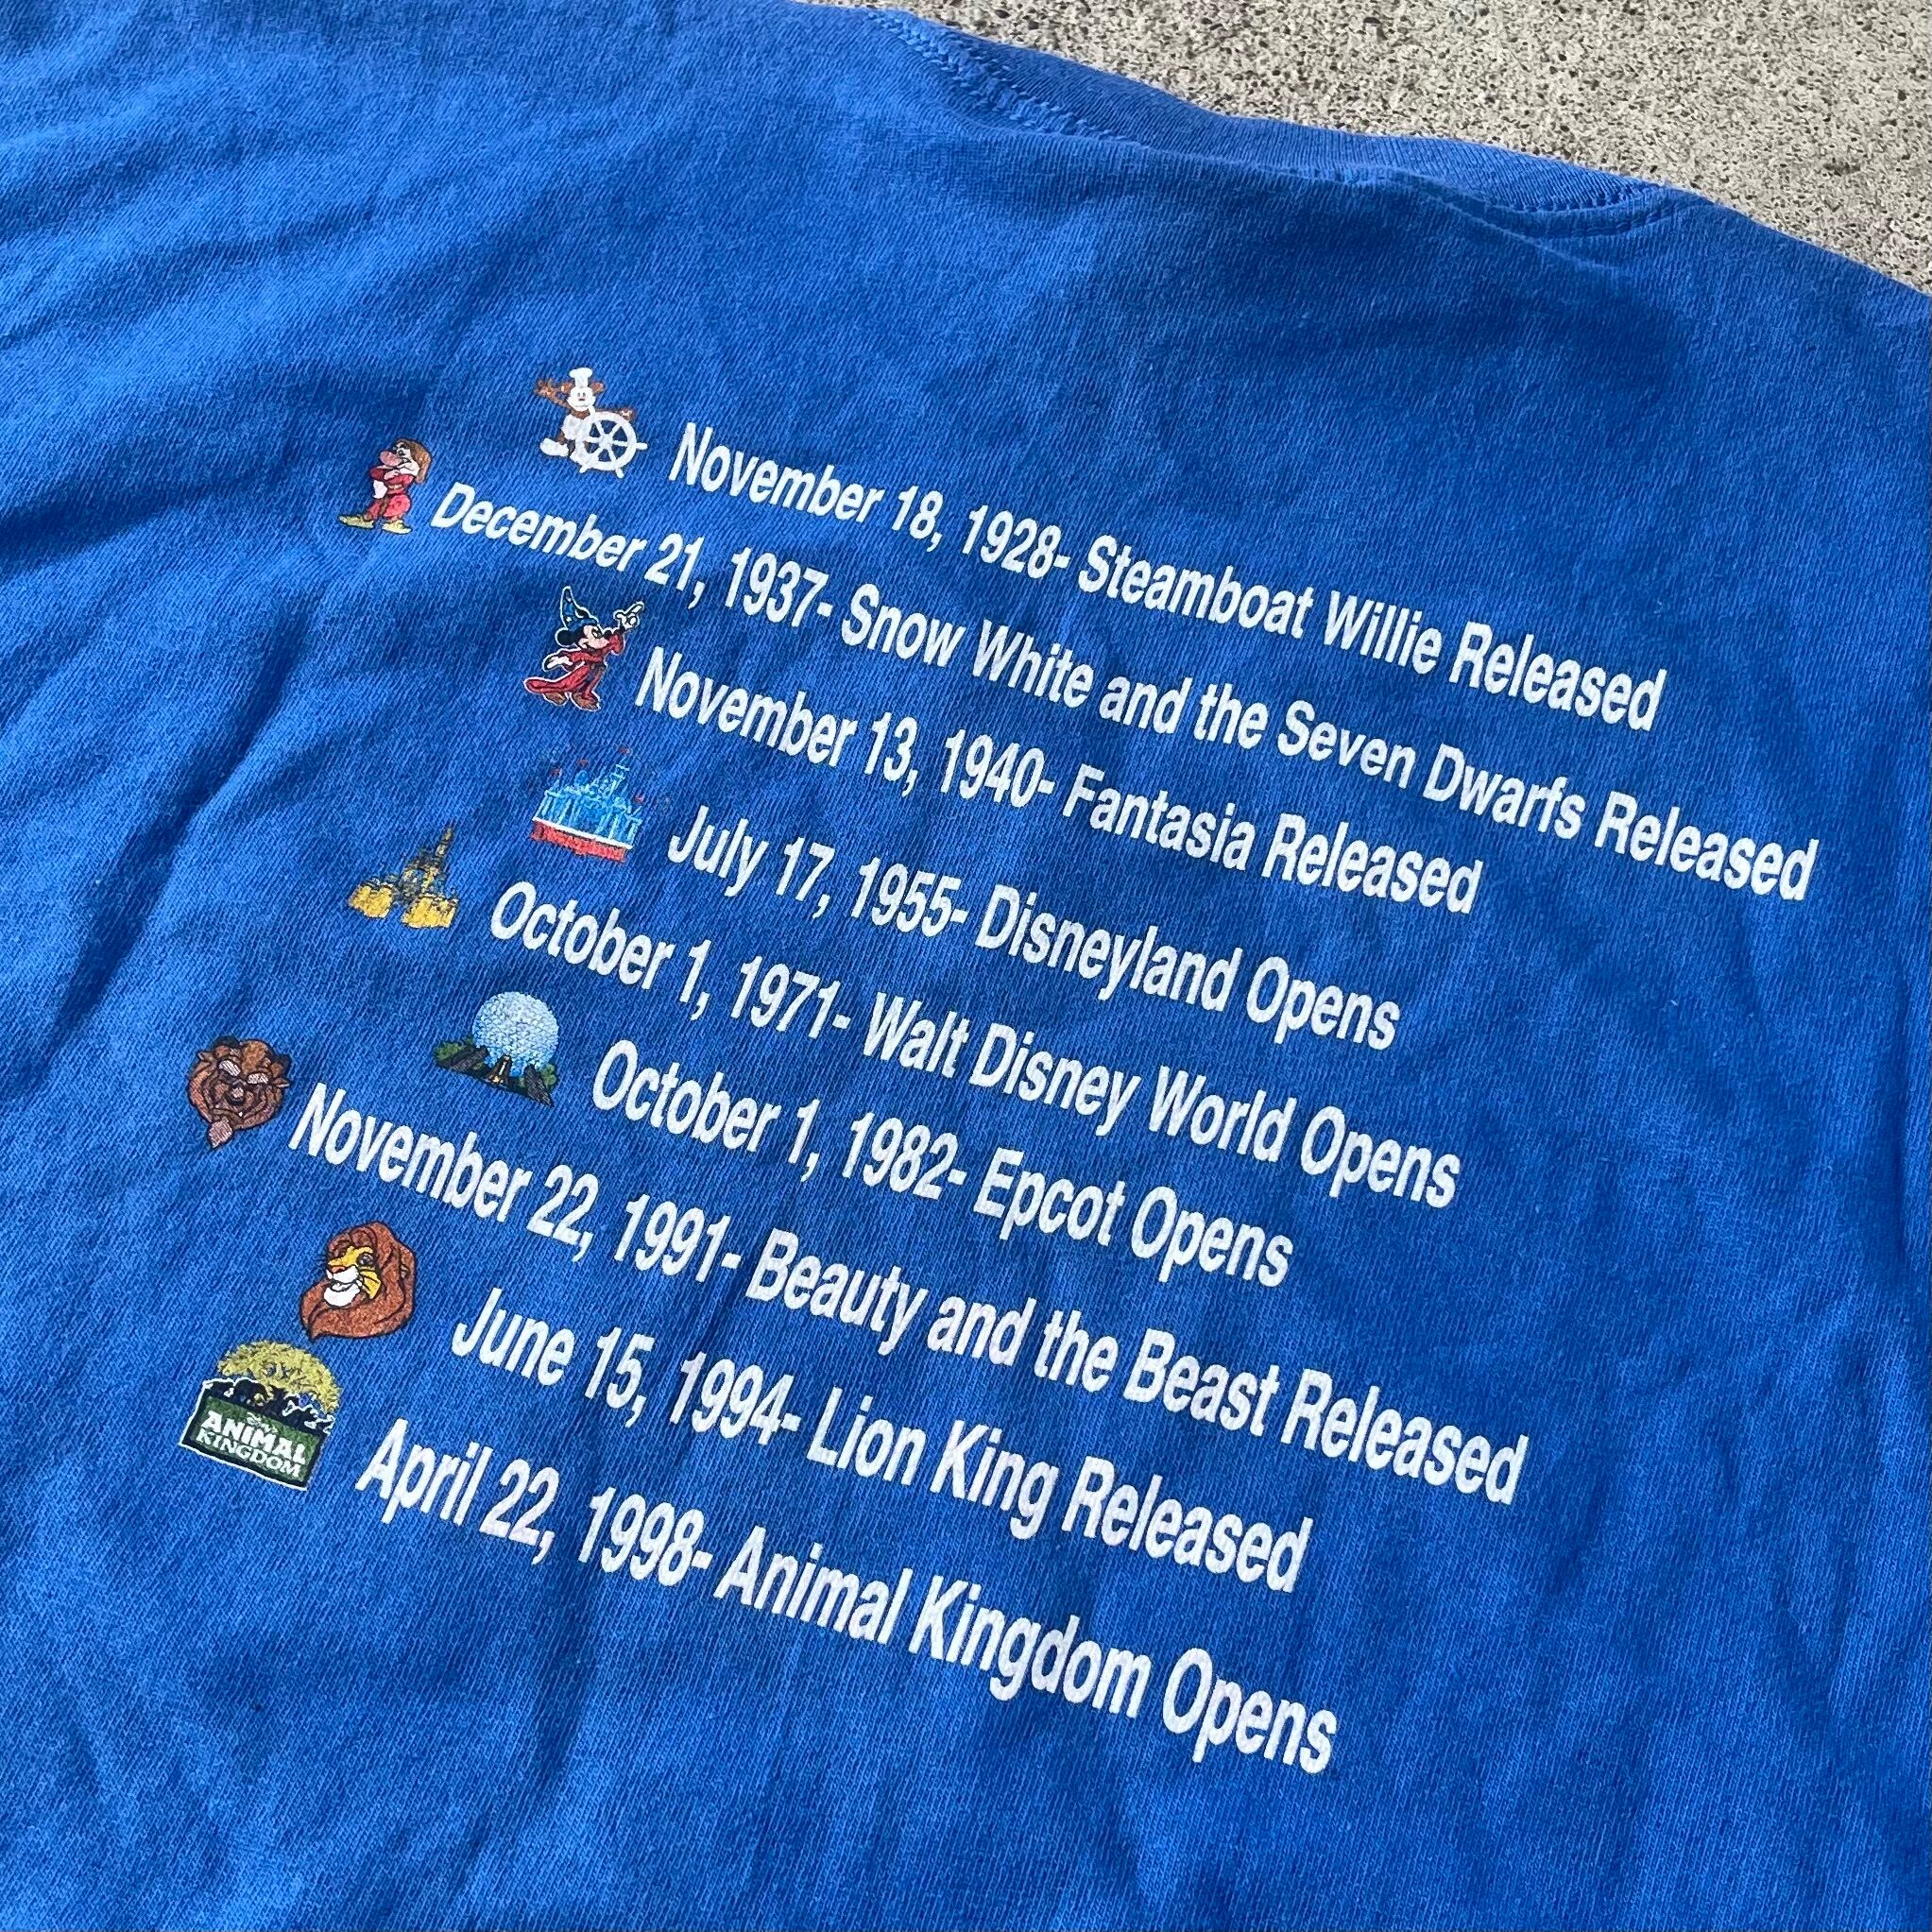 November 18, 1928- Steamboat Willie Released
December 21, 1937- Snow White and the Seven Dwarfs Released
November 13, 1940- Fantasia Released
July 17, 1955- Disneyland Opens
October 1, 1971- Walt Disney World Opens
October 1, 1982- Epcot Opens
November 22, 1991- Beauty and the Beast Released
June 15, 1994- Lion King Released
ANIMAL
KINGDOM
April 22, 1998- Animal Kingdom Opens